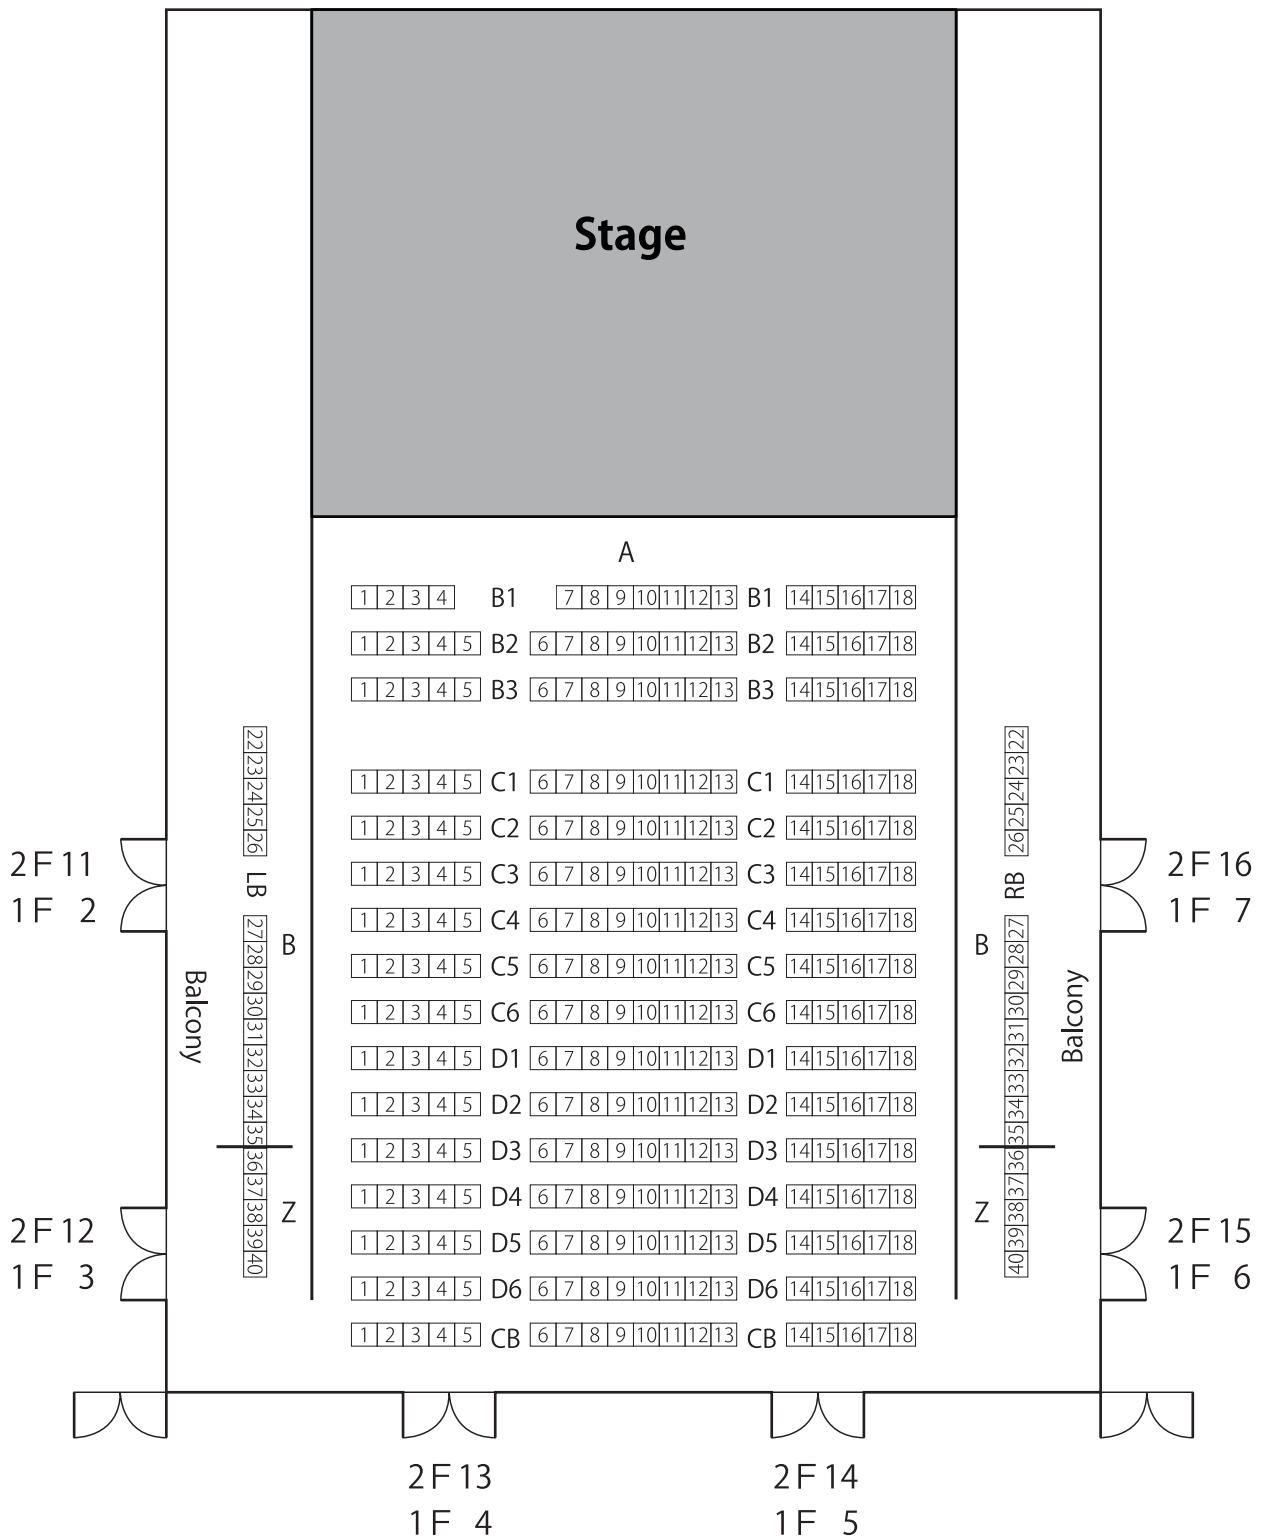 Stage
A
1 2 3 4 B1 7 8 9 10 11 12 13 B1 14 15 16 17 18
1 2 3 4 5 B2 6 7 8 9 10 11 12 13 B2 14 15 16 17 18
1 2 3 4 5 B3 6 7 8 9 10 11 12 13 B3 14 15 16 17 18
1 2 3 4 5 C1 6 7 8 9 10 11 12 13 C1 14 15 16 17 18
1 2 3 4 5 C2 6 7 8 9 10 11 12 13 C2 14 15 16 17 18
1 2 3 4 5 C3 6 7 8 9 10 11 12 13 C3 14 15 16 17 18
1 2 3 4 5 C4 6 7 8 9 10 11 12 13 C4 14 15 16 17 18
1 2 3 4 5 C5 6 7 8 9 10 11 12 13 C5 14 15 16 17 18
1 2 3 4 5 C6 6 7 8 9 10 11 12 13 C6 14 15 16 17 18
1 2 3 4 5 D1 6 7 8 9 10 11 12 13 D1 14 15 16 17 18
1 2 3 4 5 D2 6 7 8 9 10 11 12 13 D2 14 15 16 17 18
1 2 3 4 5 D3 6 7 8 9 10 11 12 13 D3 14 15 16 17 18
1 2 3 4 5 D4 6 7 8 9 10 11 12 13 D4 14 15 16 17 18
1 2 3 4 5 D5 6 7 8 9 10 11 12 13 D5 14 15 16 17 18
1 2 3 4 5 D6 6 7 8 9 10 11 12 13 D6 14 15 16 17 18
1 2 3 4 5 CB 6 7 8 9 10 11 12 13 CB 14 15 16 17 18
22 23 24 25 26 LB 27 28 29 30 31 32 33 34 35 36 37 38 39 40
B
Z
Balcony
22 23 24 25 26 RB 27 28 29 30 31 32 33 34 35 36 37 38 39 40
B
Z
Balcony
2F 11
1F 2
2F 12
1F 3
2F 16
1F 7
2F 15
1F 6
2F 13
1F 4
2F 14
1F 5